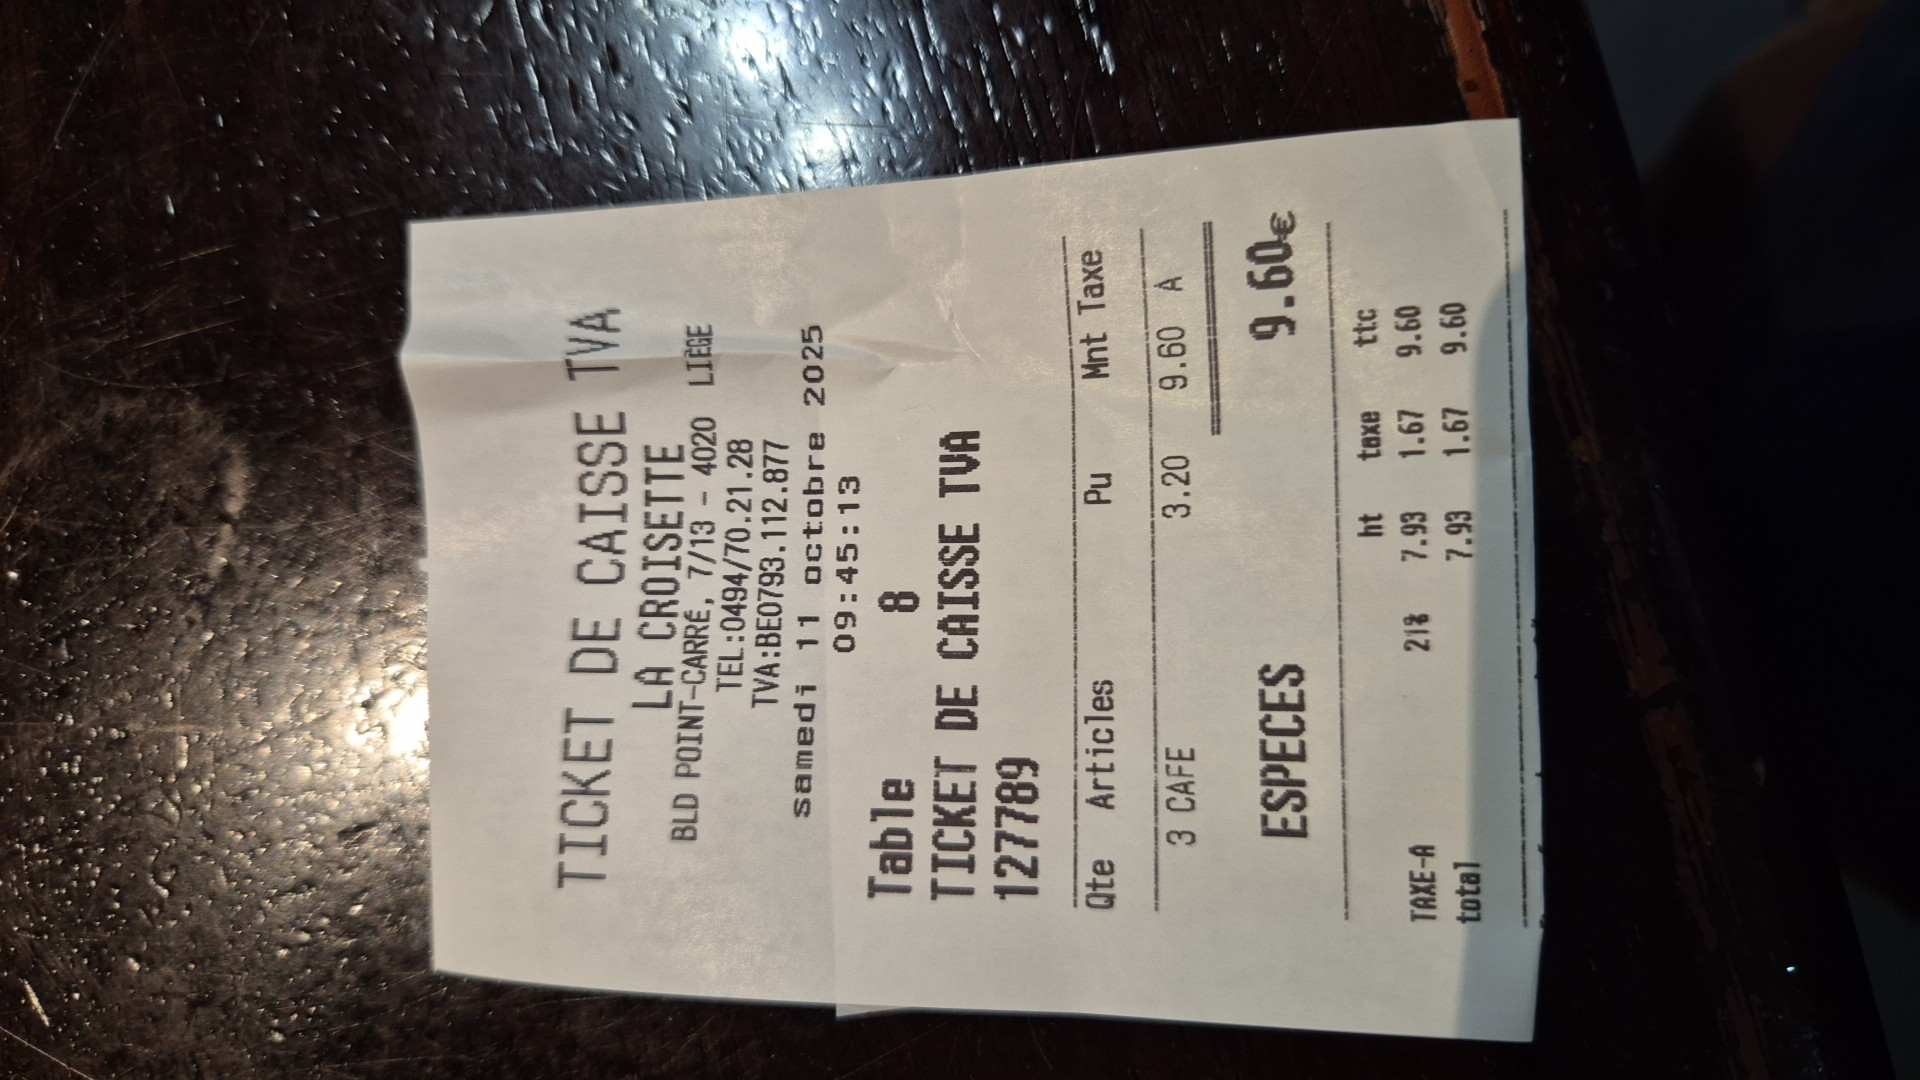 TICKET DE CAISSE TVA
LA CROISETTE
BLD POINT-CARRÉ, 7/13 - 4020 LIÈGE
TEL:0494/70.21.28
TVA:BE0793.112.877
samedi 11 octobre 2025
09:45:13
Table 8
TICKET DE CAISSE TVA
127789
Qte Articles Pu Mnt Taxe
3 CAFE 3.20 9.60 A
ESPECES 9.60€
ht taxe ttc
TAXE-A 21% 7.93 1.67 9.60
total 7.93 1.67 9.60